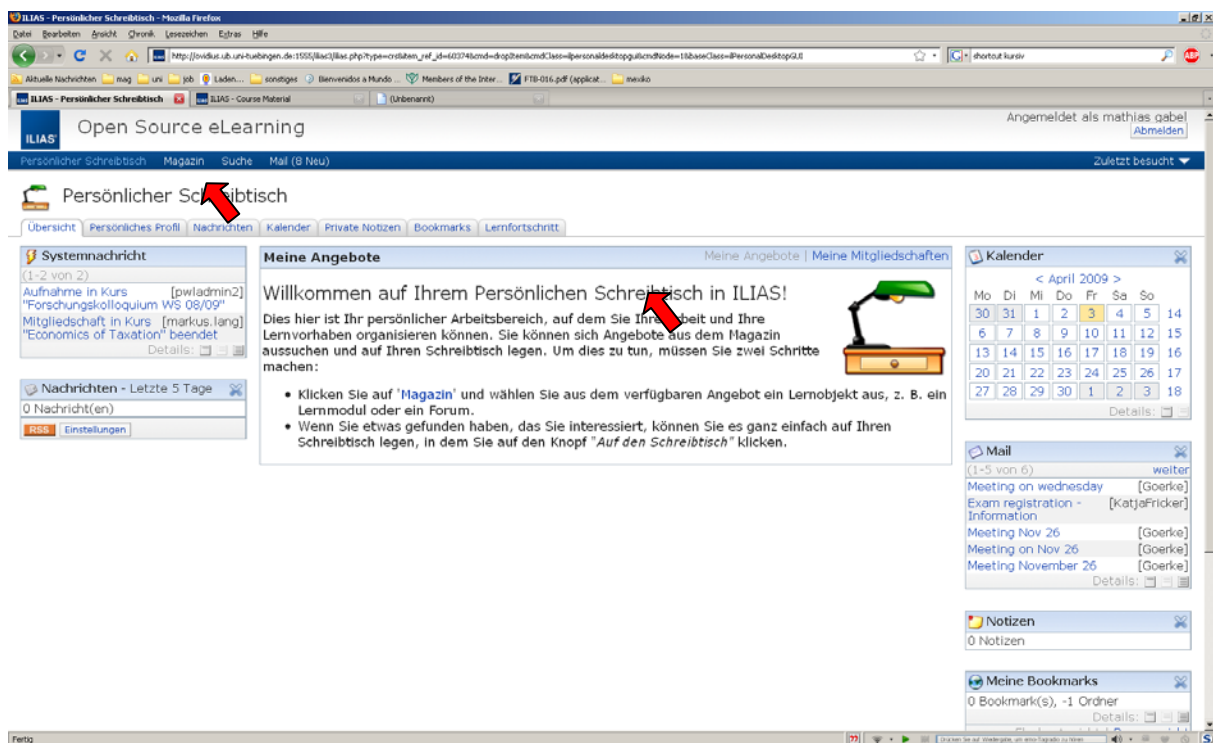 ILIAS - Persönlicher Schreibtisch - Mozilla Firefox
Datei Bearbeiten Ansicht Chronik Lesezeichen Extras Hilfe
shortcut kursiv
ABP
Aktuelle Nachrichten mag uni job Laden... sonstiges Bienvenidos a Mundo ... Members of the Inter... FTB-016.pdf (applicat... mexiko
ILIAS - Persönlicher Schreibtisch ILIAS - Course Material (Unbenannt)
ILIAS Open Source eLearning
Angemeldet als mathias gabel
Abmelden
Persönlicher Schreibtisch Magazin Suche Mail (8 Neu) Zuletzt besucht
Persönlicher Schreibtisch
Übersicht Persönliches Profil Nachrichten Kalender Private Notizen Bookmarks Lernfortschritt
Systemnachricht
(1-2 von 2)
Aufnahme in Kurs [pwladmin2]
"Forschungskolloquium WS 08/09"
Mitgliedschaft in Kurs [markus.lang]
"Economics of Taxation" beendet
Details:
Nachrichten - Letzte 5 Tage
0 Nachricht(en)
RSS Einstellungen
Meine Angebote Meine Angebote | Meine Mitgliedschaften
Willkommen auf Ihrem Persönlichen Schreibtisch in ILIAS!
Dies hier ist Ihr persönlicher Arbeitsbereich, auf dem Sie Ihre Arbeit und Ihre
Lernvorhaben organisieren können. Sie können sich Angebote aus dem Magazin
aussuchen und auf Ihren Schreibtisch legen. Um dies zu tun, müssen Sie zwei Schritte
machen:
• Klicken Sie auf 'Magazin' und wählen Sie aus dem verfügbaren Angebot ein Lernobjekt aus, z. B. ein
Lernmodul oder ein Forum.
• Wenn Sie etwas gefunden haben, das Sie interessiert, können Sie es ganz einfach auf Ihren
Schreibtisch legen, in dem Sie auf den Knopf "Auf den Schreibtisch" klicken.
Kalender
< April 2009 >
Mo Di Mi Do Fr Sa So
30 31 1 2 3 4 5 14
6 7 8 9 10 11 12 15
13 14 15 16 17 18 19 16
20 21 22 23 24 25 26 17
27 28 29 30 1 2 3 18
Details:
Mail
(1-5 von 6) weiter
Meeting on wednesday [Goerke]
Exam registration - [KatjaFricker]
Information
Meeting Nov 26 [Goerke]
Meeting on Nov 26 [Goerke]
Meeting November 26 [Goerke]
Details:
Notizen
0 Notizen
Meine Bookmarks
0 Bookmark(s), -1 Ordner
Details:
Fertig